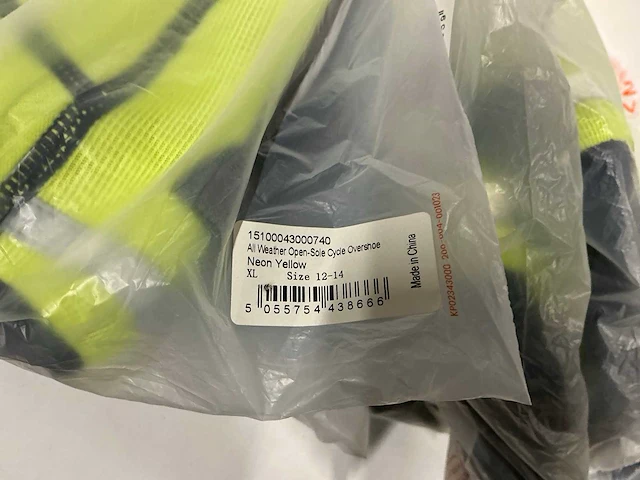 15100043000740
All Weather Open-Sole Cycle Overshoe
Neon Yellow
XL Size 12-14
5 055754 438666
Made in China